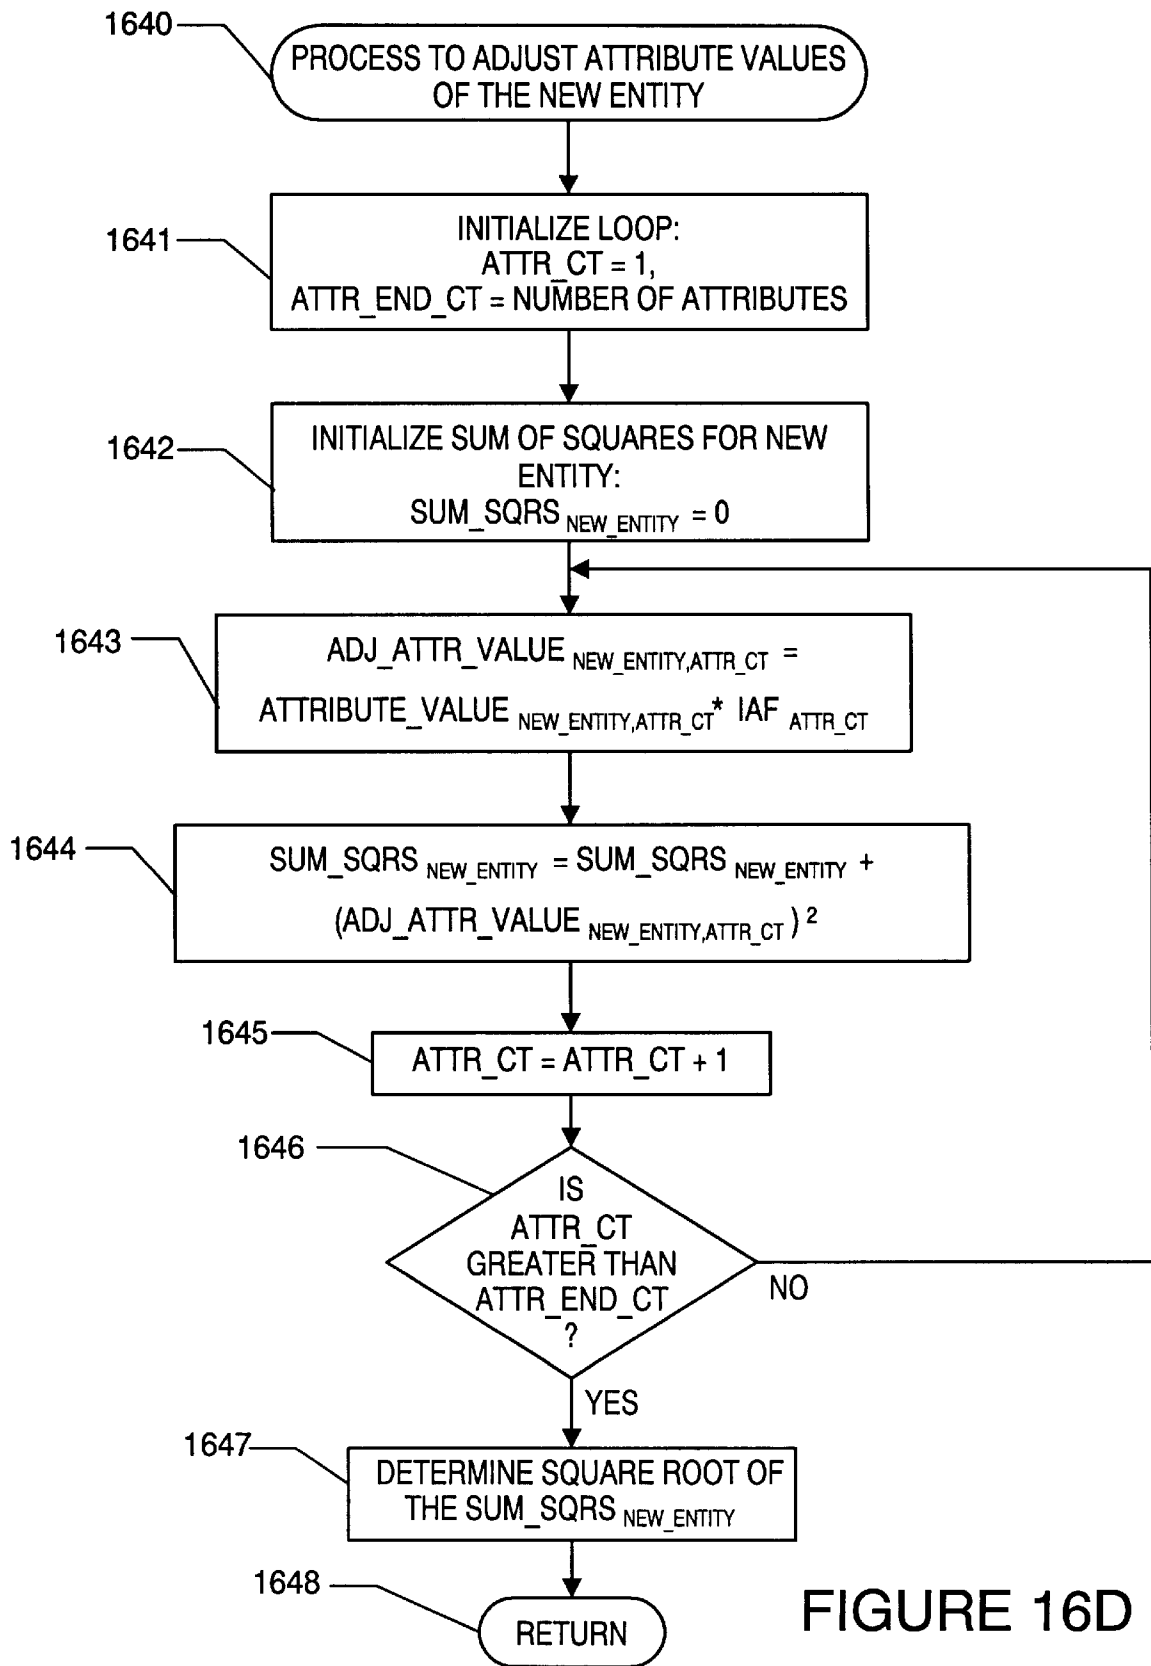 1640
PROCESS TO ADJUST ATTRIBUTE VALUES
OF THE NEW ENTITY
1641
INITIALIZE LOOP:
ATTR_CT = 1,
ATTR_END_CT = NUMBER OF ATTRIBUTES
1642
INITIALIZE SUM OF SQUARES FOR NEW
ENTITY:
SUM_SQRS NEW_ENTITY = 0
1643
ADJ_ATTR_VALUE NEW_ENTITY,ATTR_CT =
ATTRIBUTE_VALUE NEW_ENTITY,ATTR_CT * IAF ATTR_CT
1644
SUM_SQRS NEW_ENTITY = SUM_SQRS NEW_ENTITY +
(ADJ_ATTR_VALUE NEW_ENTITY,ATTR_CT ) 2
1645
ATTR_CT = ATTR_CT + 1
1646
IS
ATTR_CT
GREATER THAN
ATTR_END_CT
?
NO
YES
1647
DETERMINE SQUARE ROOT OF
THE SUM_SQRS NEW_ENTITY
1648
RETURN
FIGURE 16D